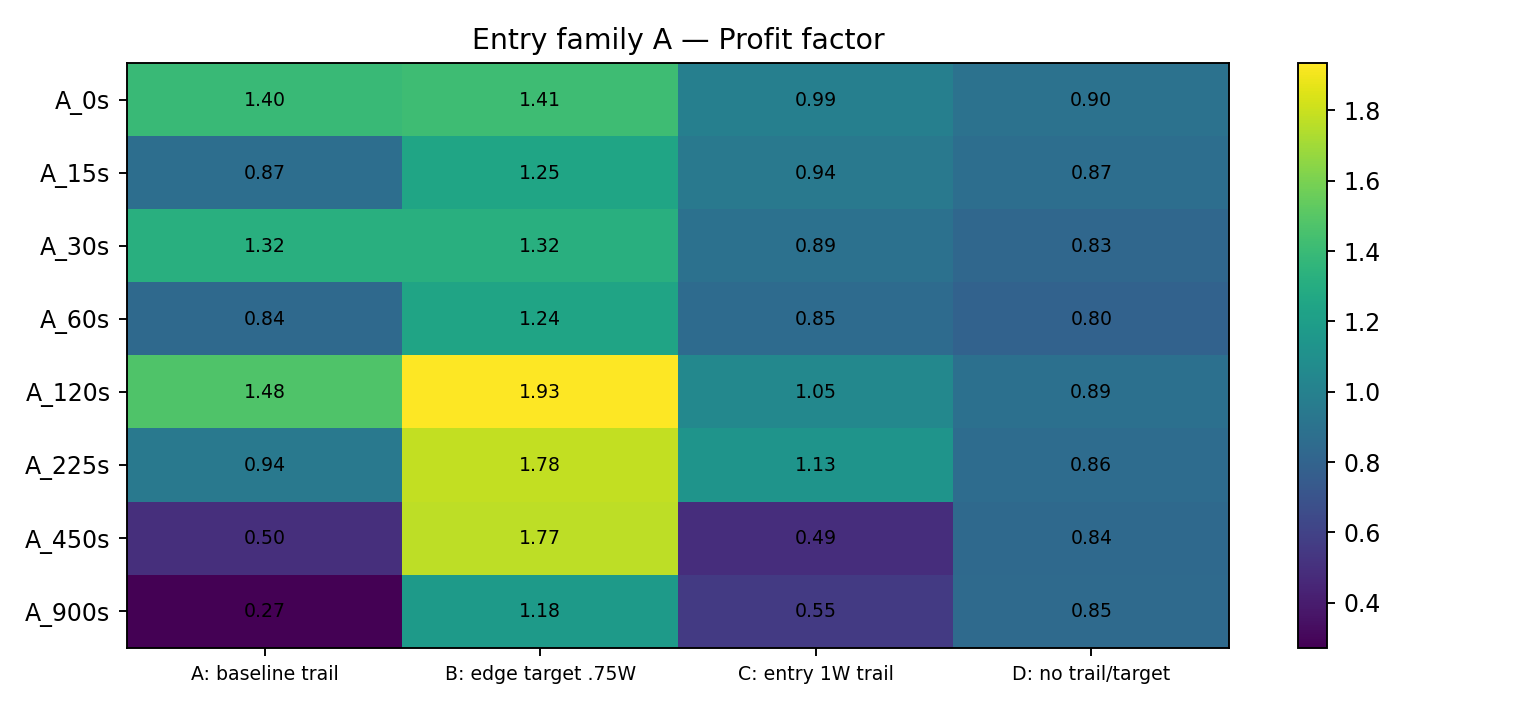 Entry family A — Profit factor
A_0s 1.40 1.41 0.99 0.90
A_15s 0.87 1.25 0.94 0.87
A_30s 1.32 1.32 0.89 0.83
A_60s 0.84 1.24 0.85 0.80
A_120s 1.48 1.93 1.05 0.89
A_225s 0.94 1.78 1.13 0.86
A_450s 0.50 1.77 0.49 0.84
A_900s 0.27 1.18 0.55 0.85
A: baseline trail B: edge target .75W C: entry 1W trail D: no trail/target
1.8
1.6
1.4
1.2
1.0
0.8
0.6
0.4